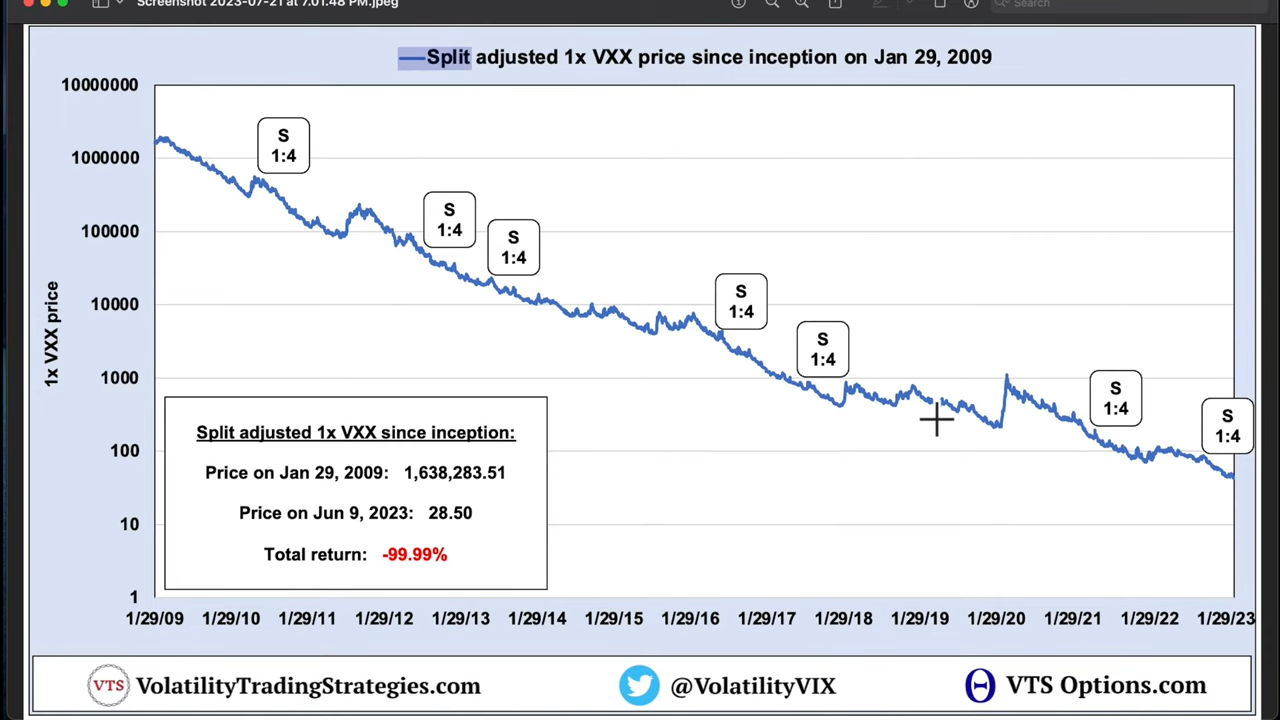 Screenshot 2023-07-21 at 7.01.48 PM.jpeg
Search
Split adjusted 1x VXX price since inception on Jan 29, 2009
10000000
1000000
100000
10000
1000
100
10
1
1x VXX price
S
1:4
S
1:4
S
1:4
S
1:4
S
1:4
S
1:4
S
1:4
Split adjusted 1x VXX since inception:
Price on Jan 29, 2009: 1,638,283.51
Price on Jun 9, 2023: 28.50
Total return: -99.99%
1/29/09 1/29/10 1/29/11 1/29/12 1/29/13 1/29/14 1/29/15 1/29/16 1/29/17 1/29/18 1/29/19 1/29/20 1/29/21 1/29/22 1/29/23
VTS VolatilityTradingStrategies.com @VolatilityVIX VTS Options.com